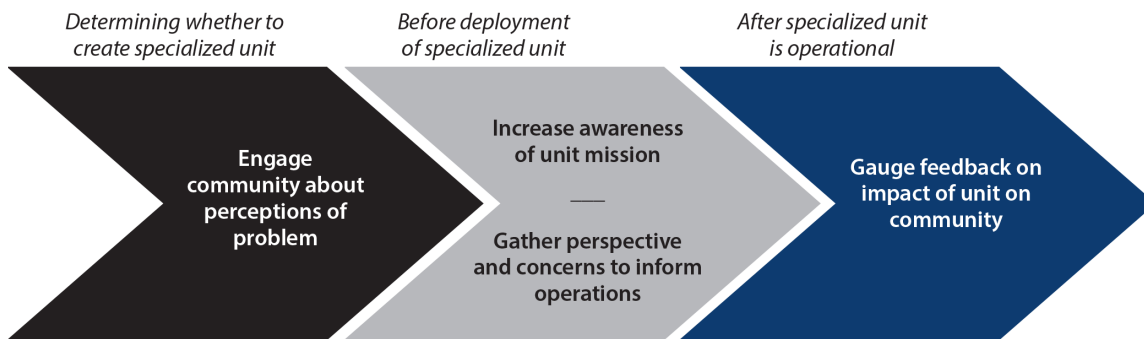 Determining whether to
create specialized unit
Before deployment
of specialized unit
After specialized unit
is operational
Engage
community about
perceptions of
problem
Increase awareness
of unit mission
Gather perspective
and concerns to inform
operations
Gauge feedback on
impact of unit on
community